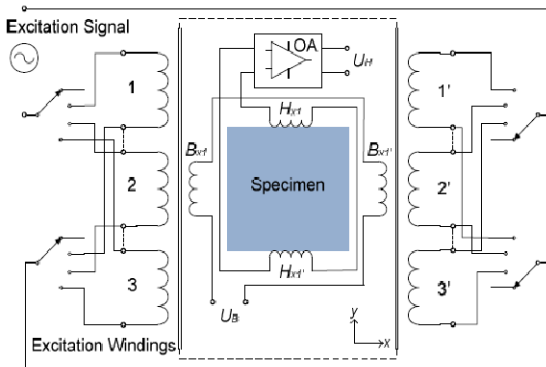 Excitation Signal
OA
U_H
1
1'
H_x1
B_x1'
B_x1'
2
Specimen
2'
H_x1'
3
3'
U_B
y
x
Excitation Windings